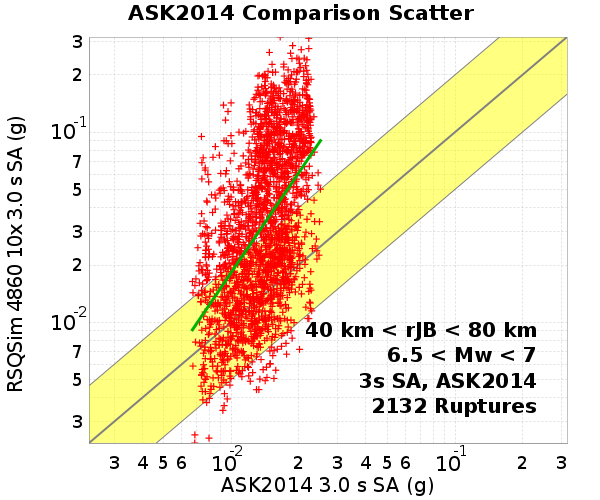 ASK2014 Comparison Scatter
3
2
10-1
7
5
3
2
10-2
7
5
3
RSQSim 4860 10x 3.0 s SA (g)
40 km < rJB < 80 km
6.5 < Mw < 7
3s SA, ASK2014
2132 Ruptures
3 4 5 6 10-2 2 3 4 5 6 10-1 2 3
ASK2014 3.0 s SA (g)